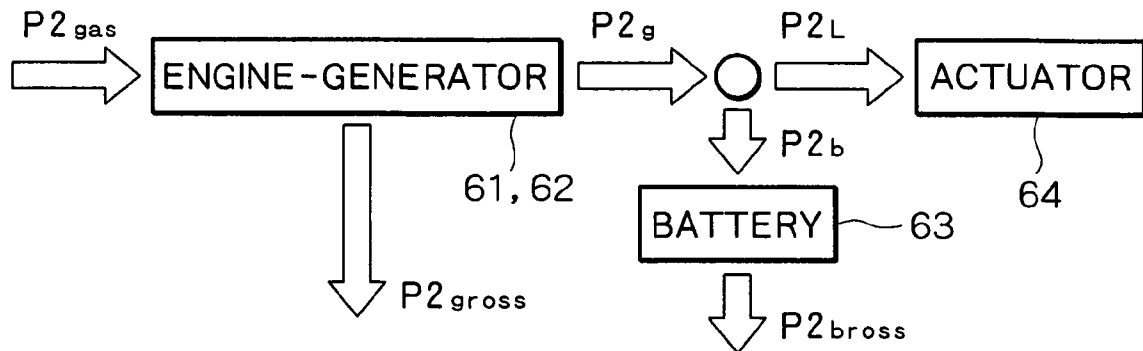 P2gas
P2g
P2L
ENGINE-GENERATOR
ACTUATOR
P2b
61, 62
64
BATTERY
63
P2gross
P2bross